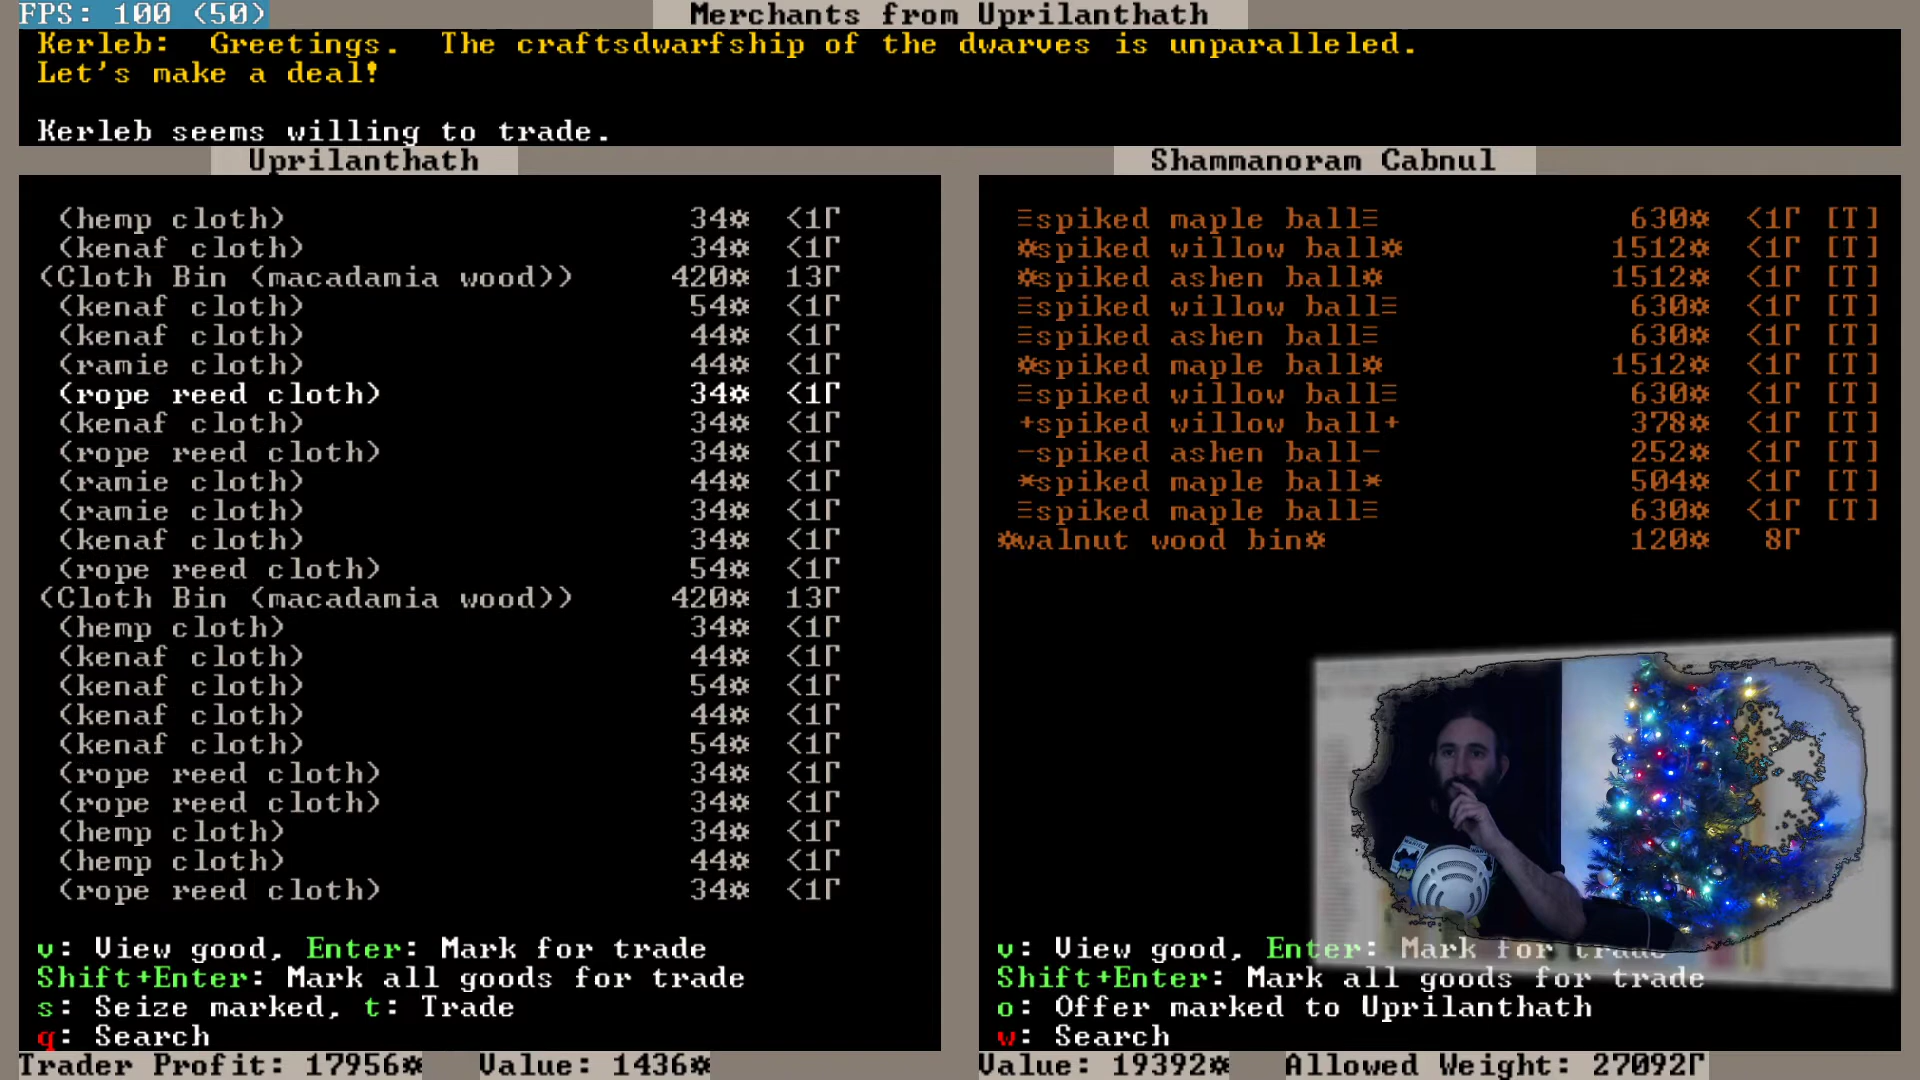 FPS: 100 (50)
Merchants from Uprilanthath
Kerleb: Greetings. The craftsdwarfship of the dwarves is unparalleled.
Let's make a deal!
Kerleb seems willing to trade.
Uprilanthath
(hemp cloth) 34☼ <1Γ
(kenaf cloth) 34☼ <1Γ
(Cloth Bin (macadamia wood)) 420☼ 13Γ
(kenaf cloth) 54☼ <1Γ
(kenaf cloth) 44☼ <1Γ
(ramie cloth) 44☼ <1Γ
(rope reed cloth) 34☼ <1Γ
(kenaf cloth) 34☼ <1Γ
(rope reed cloth) 34☼ <1Γ
(ramie cloth) 44☼ <1Γ
(ramie cloth) 34☼ <1Γ
(kenaf cloth) 34☼ <1Γ
(rope reed cloth) 54☼ <1Γ
(Cloth Bin (macadamia wood)) 420☼ 13Γ
(hemp cloth) 34☼ <1Γ
(kenaf cloth) 44☼ <1Γ
(kenaf cloth) 54☼ <1Γ
(kenaf cloth) 44☼ <1Γ
(kenaf cloth) 54☼ <1Γ
(rope reed cloth) 34☼ <1Γ
(rope reed cloth) 34☼ <1Γ
(hemp cloth) 34☼ <1Γ
(hemp cloth) 44☼ <1Γ
(rope reed cloth) 34☼ <1Γ
v: View good, Enter: Mark for trade
Shift+Enter: Mark all goods for trade
s: Seize marked, t: Trade
q: Search
Trader Profit: 17956☼ Value: 1436☼
Shammanoram Cabnul
≡spiked maple ball≡ 630☼ <1Γ [T]
☼spiked willow ball☼ 1512☼ <1Γ [T]
☼spiked ashen ball☼ 1512☼ <1Γ [T]
≡spiked willow ball≡ 630☼ <1Γ [T]
≡spiked ashen ball≡ 630☼ <1Γ [T]
☼spiked maple ball☼ 1512☼ <1Γ [T]
≡spiked willow ball≡ 630☼ <1Γ [T]
+spiked willow ball+ 378☼ <1Γ [T]
-spiked ashen ball- 252☼ <1Γ [T]
*spiked maple ball* 504☼ <1Γ [T]
≡spiked maple ball≡ 630☼ <1Γ [T]
☼walnut wood bin☼ 120☼ 8Γ
v: View good, Enter: Mark for trade
Shift+Enter: Mark all goods for trade
o: Offer marked to Uprilanthath
w: Search
Value: 19392☼ Allowed Weight: 27092Γ